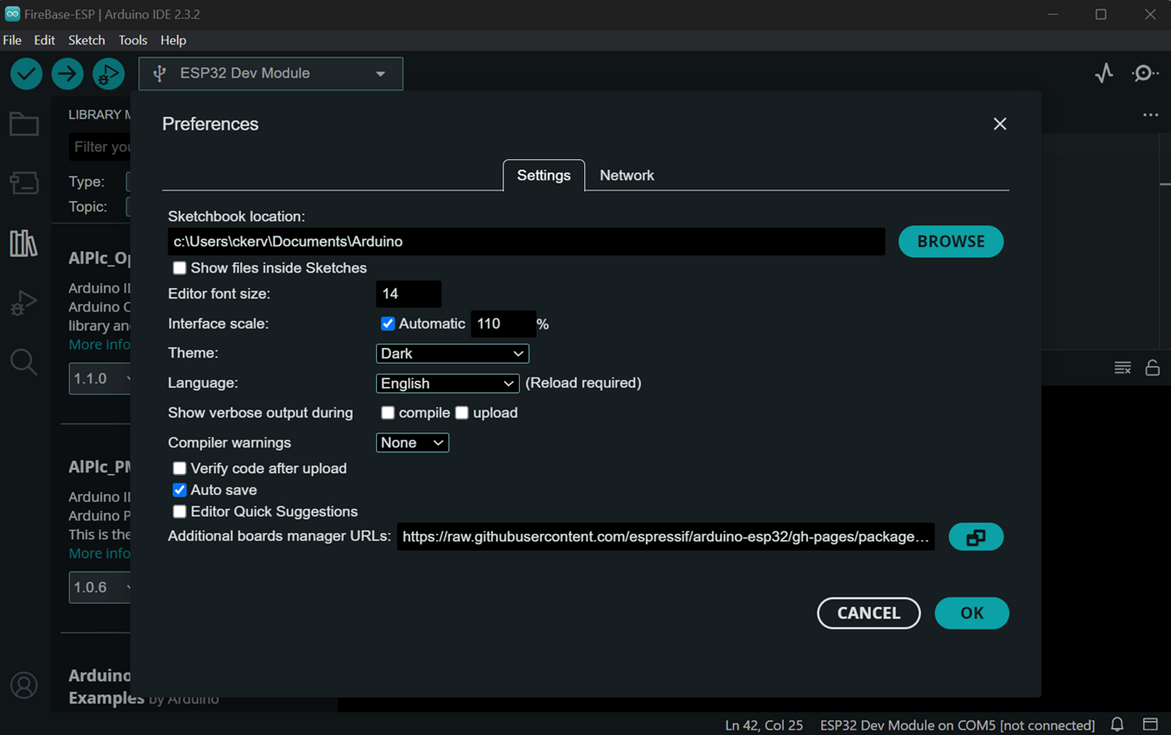 FireBase-ESP | Arduino IDE 2.3.2
File Edit Sketch Tools Help
ESP32 Dev Module
LIBRARY
Filter
Type:
Topic:
Arduino
Arduino
library
More info
1.1.0
Arduino
Arduino
This is the
More info
1.0.6
Arduino
Examples by Arduino
Preferences
Settings Network
Sketchbook location:
c:\Users\ckerv\Documents\Arduino BROWSE
Show files inside Sketches
Editor font size: 14
Interface scale: Automatic 110 %
Theme: Dark
Language: English (Reload required)
Show verbose output during compile upload
Compiler warnings None
Verify code after upload
Auto save
Editor Quick Suggestions
Additional boards manager URLs: https://raw.githubusercontent.com/espressif/arduino-esp32/gh-pages/package...
CANCEL OK
Ln 42, Col 25 ESP32 Dev Module on COM5 [not connected]